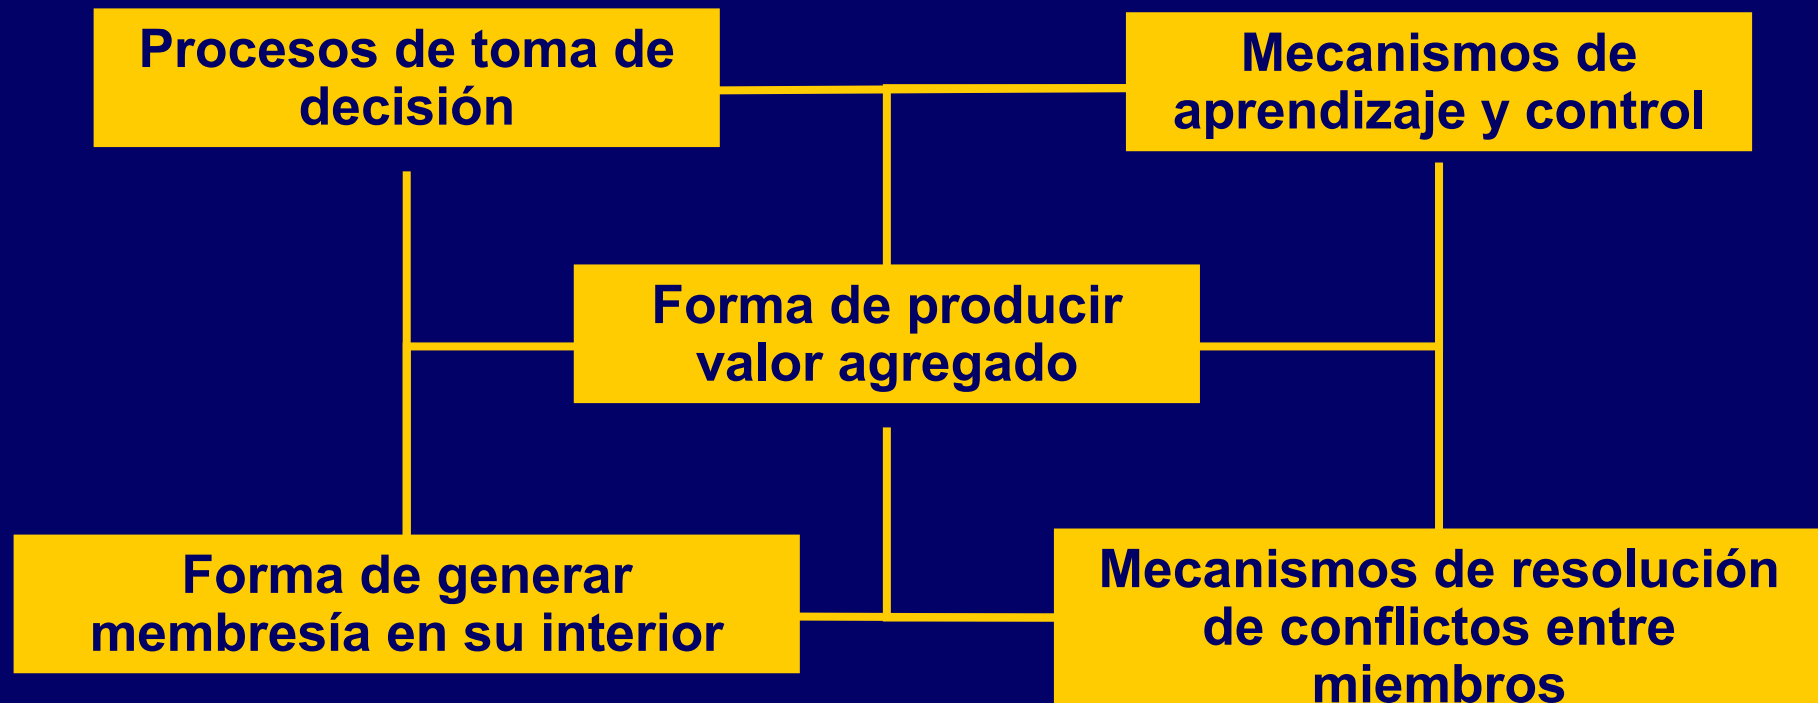 Procesos de toma de
decisión
Mecanismos de
aprendizaje y control
Forma de producir
valor agregado
Forma de generar
membresía en su interior
Mecanismos de resolución
de conflictos entre
miembros